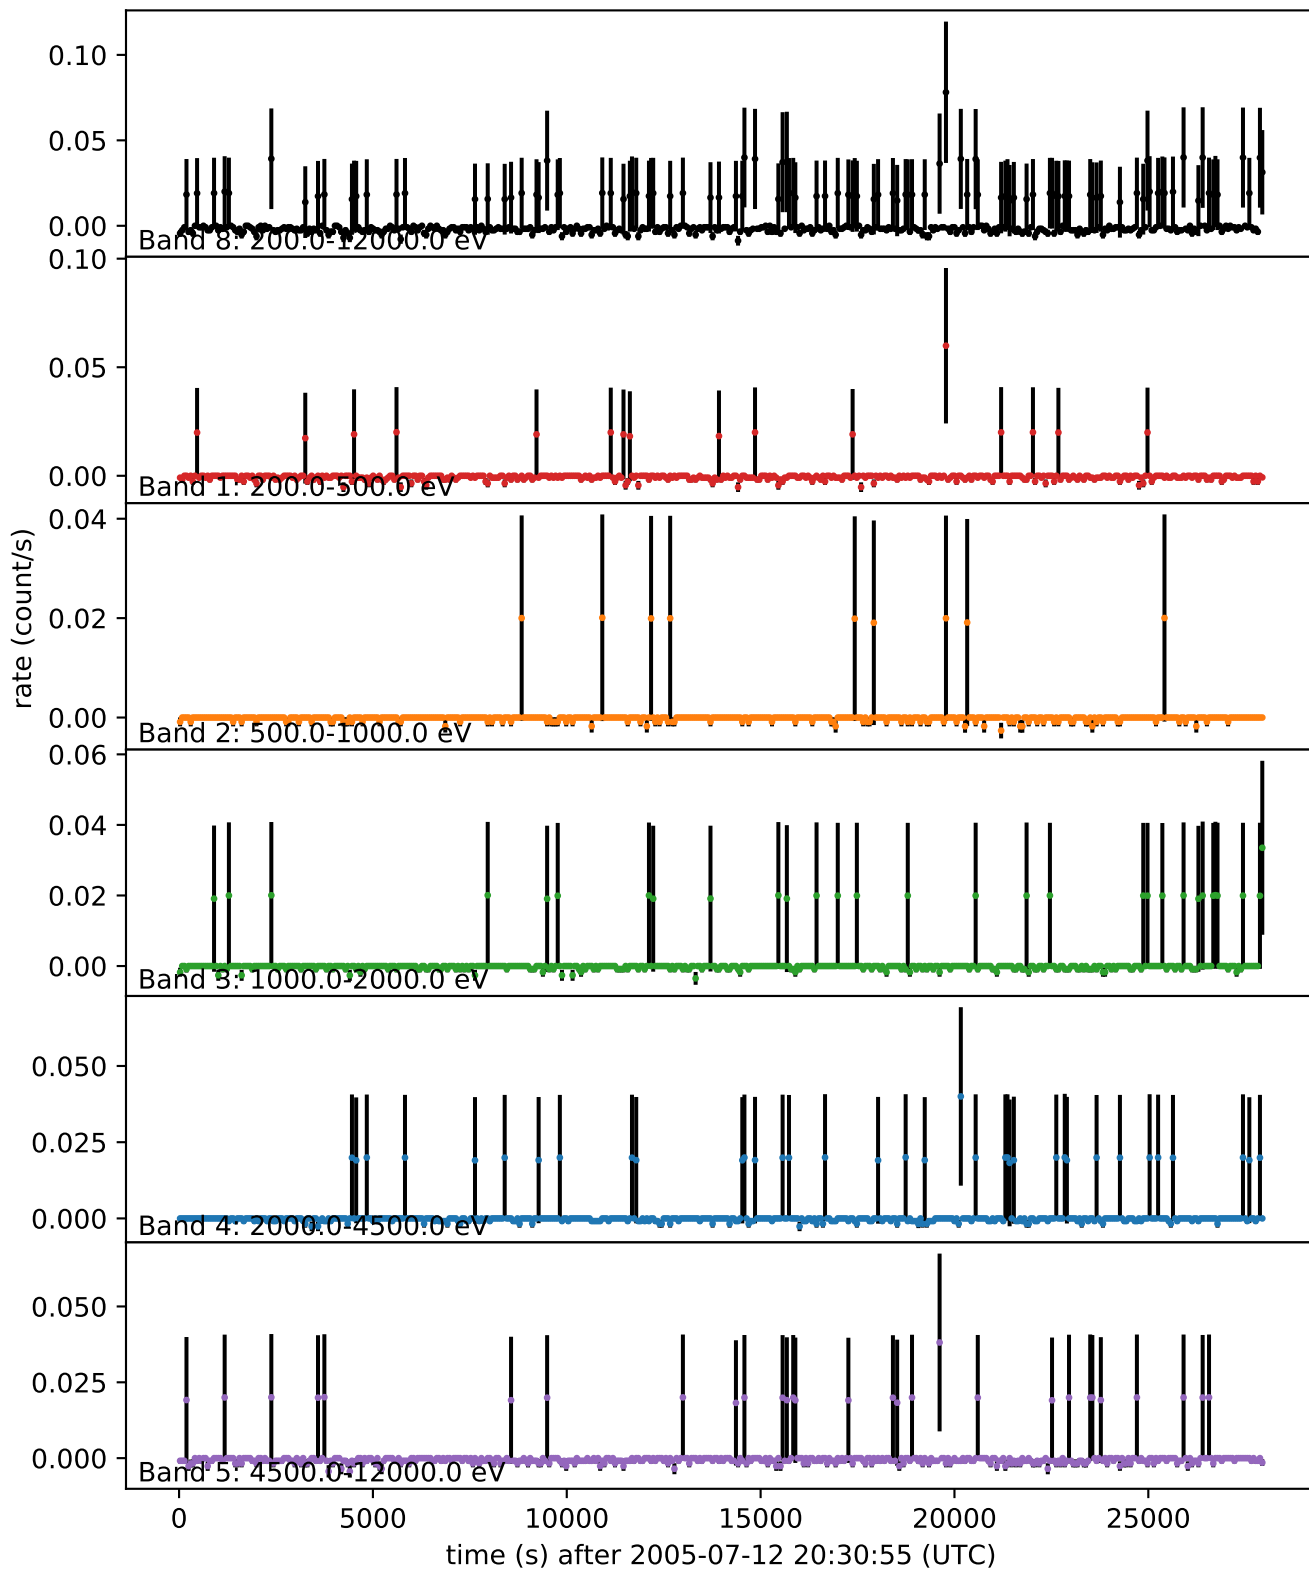 0.10
0.05
0.00
Band 8: 200.0-12000.0 eV
0.10
0.05
0.00
Band 1: 200.0-500.0 eV
0.04
0.02
0.00
Band 2: 500.0-1000.0 eV
rate (count/s)
0.06
0.04
0.02
0.00
Band 3: 1000.0-2000.0 eV
0.050
0.025
0.000
Band 4: 2000.0-4500.0 eV
0.050
0.025
0.000
Band 5: 4500.0-12000.0 eV
0 5000 10000 15000 20000 25000
time (s) after 2005-07-12 20:30:55 (UTC)